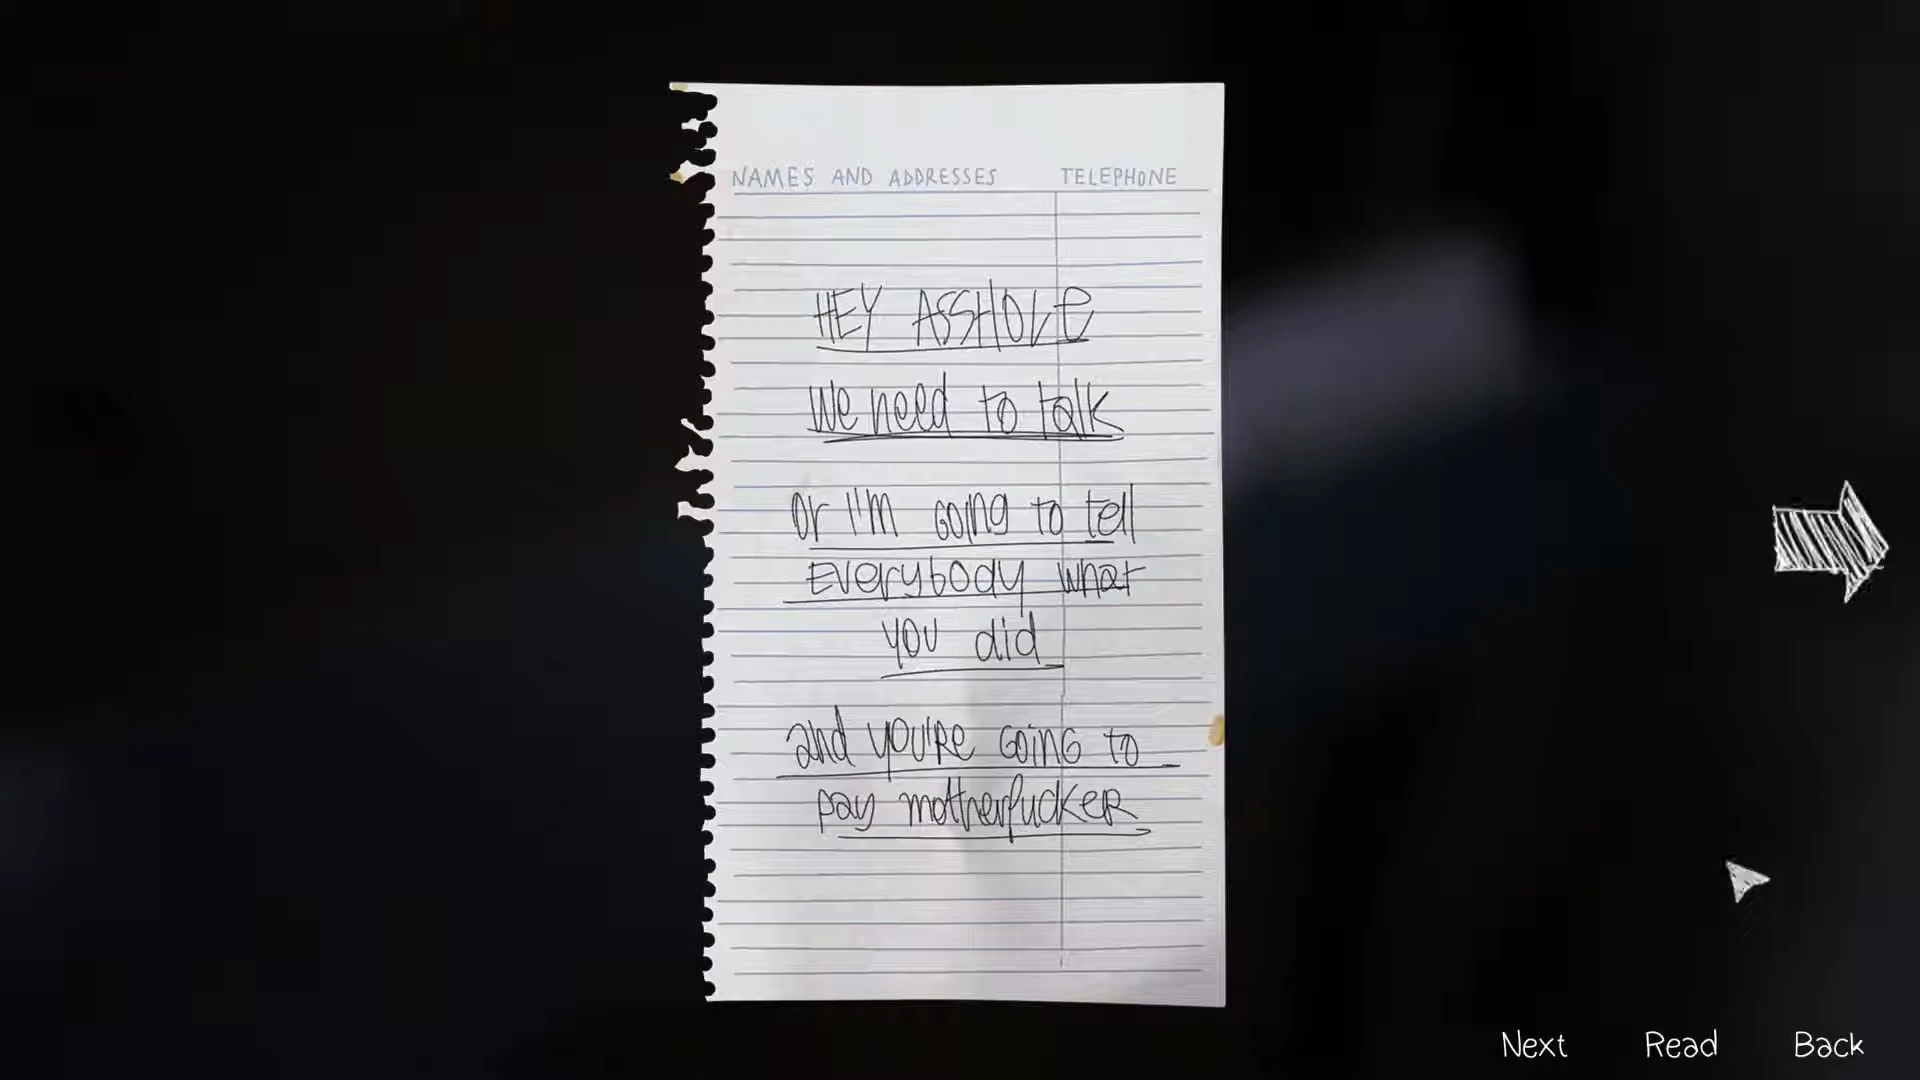 NAMES AND ADDRESSES TELEPHONE
HEY ASSHOLE
We need to talk
Or I'm GOing to tell
Everybody what
you did
and you're GOiNG to
pay motherfucKeR
Next Read Back